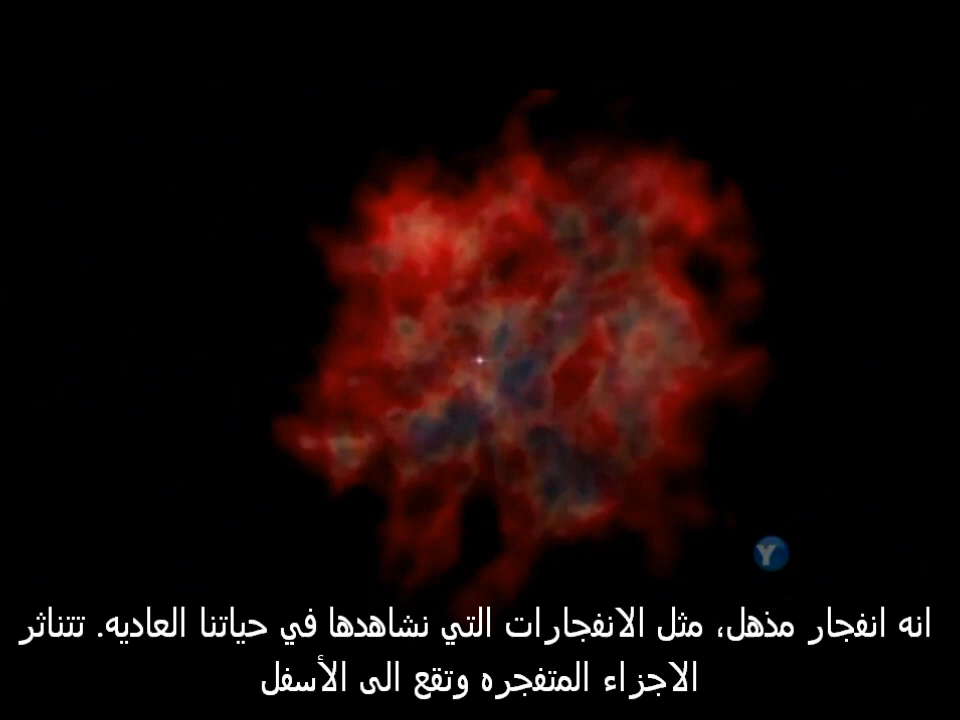 انه انفجار مذهل، مثل الانفجارات التي نشاهدها في حياتنا العاديه. تتناثر
الاجزاء المتفجره وتقع الى الأسفل
Y